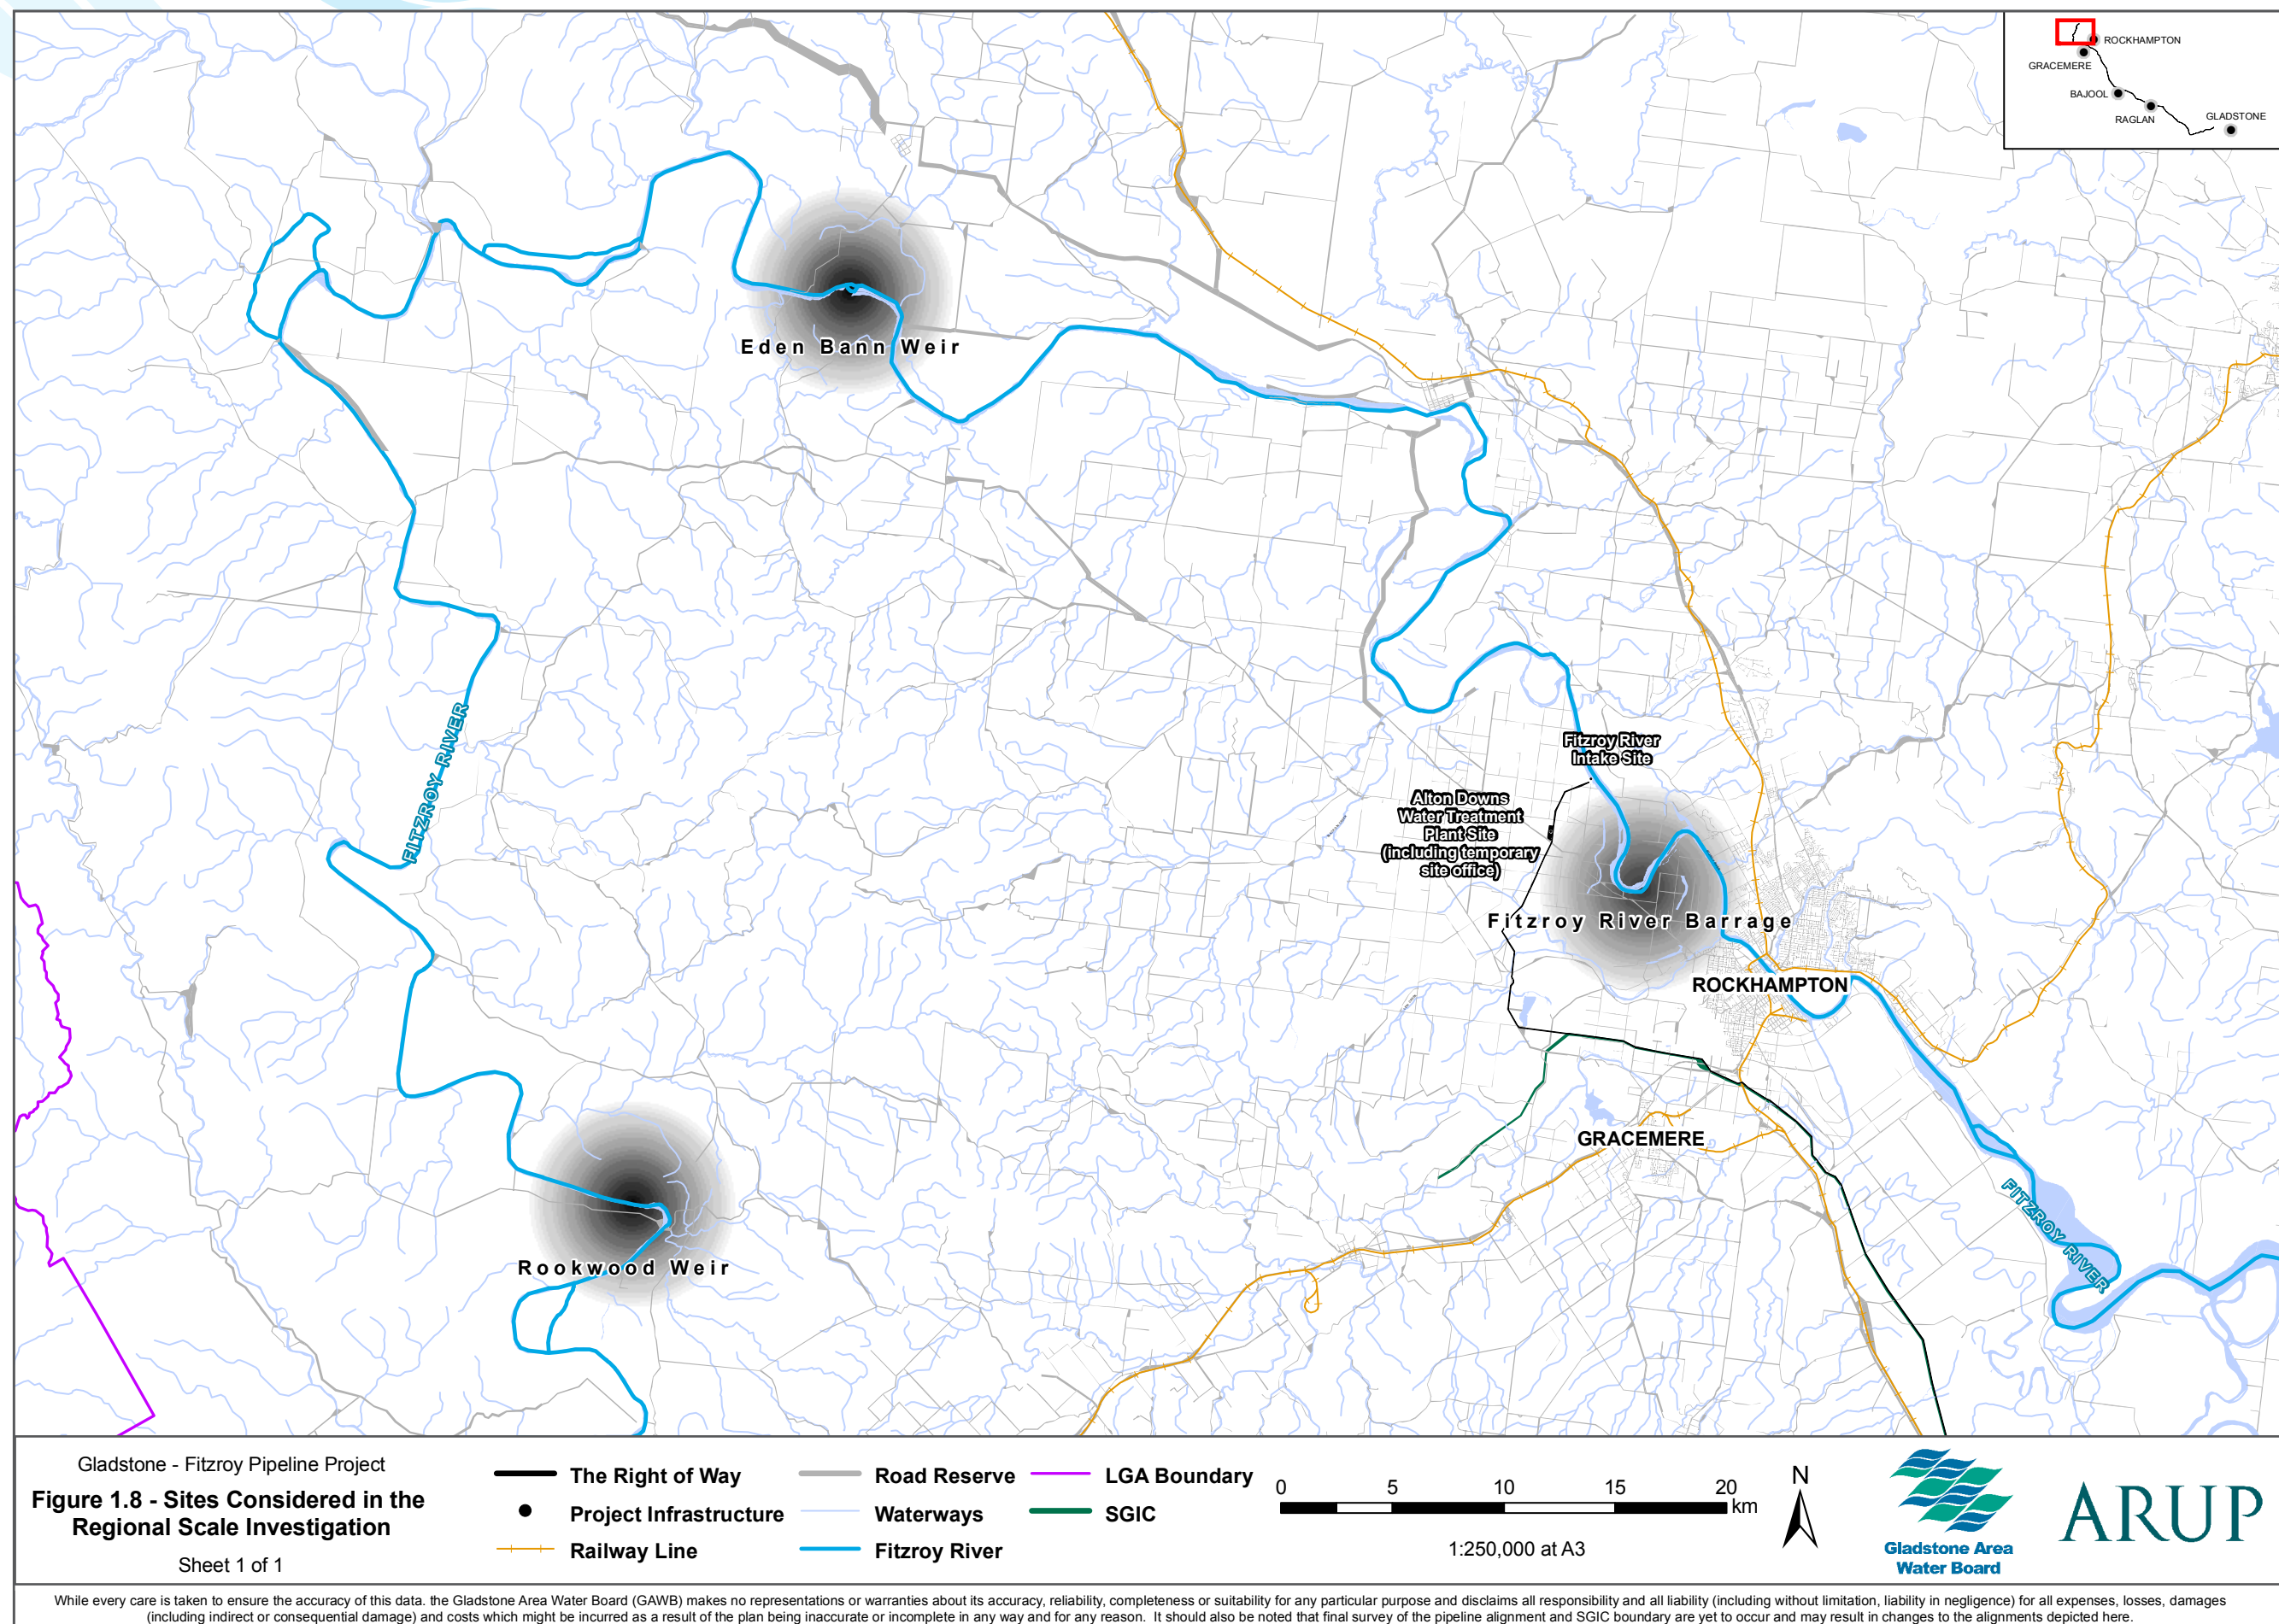 ROCKHAMPTON
GRACEMERE
BAJOOL
RAGLAN
GLADSTONE
Eden Bann Weir
FITZROY RIVER
Fitzroy River
Intake Site
Alton Downs
Water Treatment
Plant Site
(including temporary
site office)
Fitzroy River Barrage
ROCKHAMPTON
GRACEMERE
Rookwood Weir
FITZROY RIVER
Gladstone - Fitzroy Pipeline Project
Figure 1.8 - Sites Considered in the
Regional Scale Investigation
Sheet 1 of 1
The Right of Way
Project Infrastructure
Railway Line
Road Reserve
Waterways
Fitzroy River
LGA Boundary
SGIC
0 5 10 15 20
km
1:250,000 at A3
N
Gladstone Area
Water Board
ARUP
While every care is taken to ensure the accuracy of this data. the Gladstone Area Water Board (GAWB) makes no representations or warranties about its accuracy, reliability, completeness or suitability for any particular purpose and disclaims all responsibility and all liability (including without limitation, liability in negligence) for all expenses, losses, damages
(including indirect or consequential damage) and costs which might be incurred as a result of the plan being inaccurate or incomplete in any way and for any reason. It should also be noted that final survey of the pipeline alignment and SGIC boundary are yet to occur and may result in changes to the alignments depicted here.